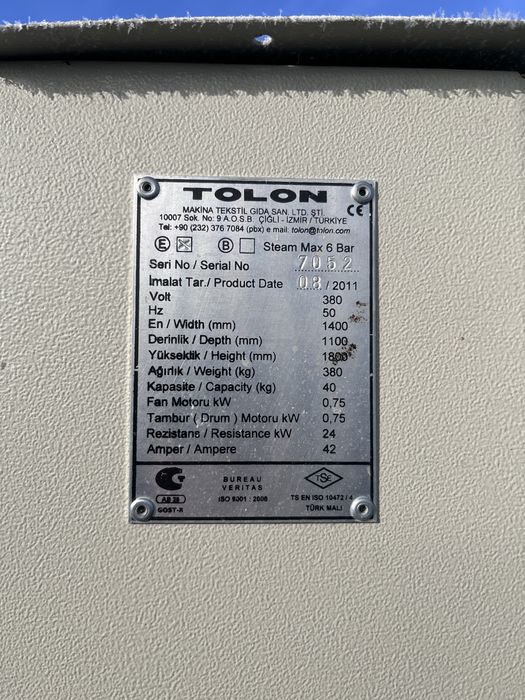 TOLON
MAKİNA TEKSTİL GIDA SAN. LTD. ŞTİ.
10007 Sok. No: 9 A.O.S.B. ÇİĞLİ - İZMİR / TÜRKİYE
Tel: +90 (232) 376 7084 (pbx) e mail: tolon@tolon.com
CE
E B Steam Max 6 Bar
Seri No / Serial No 7052
İmalat Tar./ Product Date 08 / 2011
Volt 380
Hz 50
En / Width (mm) 1400
Derinlik / Depth (mm) 1100
Yükseklik / Height (mm) 1800
Ağırlık / Weight (kg) 380
Kapasite / Capacity (kg) 40
Fan Motoru kW 0,75
Tambur ( Drum ) Motoru kW 0,75
Rezistans / Resistance kW 24
Amper / Ampere 42
AB 28
GOST-R
BUREAU
VERITAS
ISO 9001 : 2008
TSE
TS EN ISO 10472 / 4
TÜRK MALI